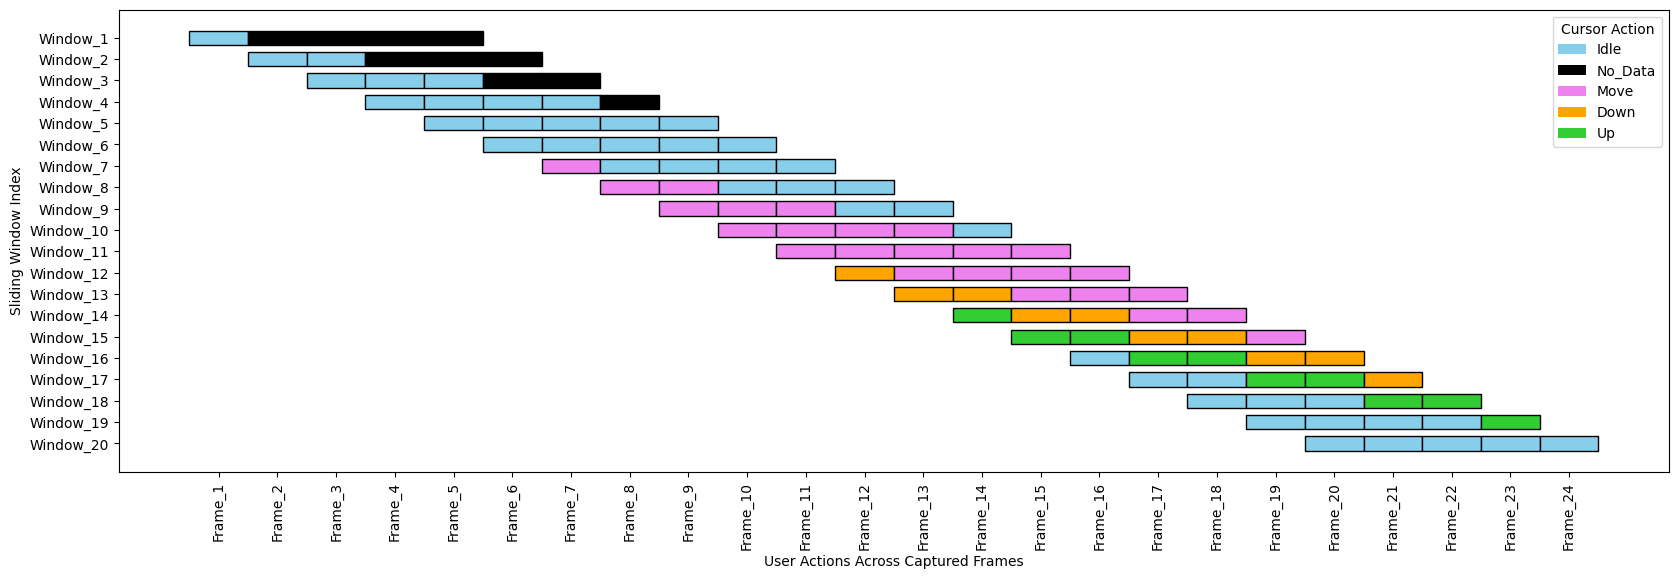 Cursor Action
Idle
No_Data
Move
Down
Up
Sliding Window Index
Window_1
Window_2
Window_3
Window_4
Window_5
Window_6
Window_7
Window_8
Window_9
Window_10
Window_11
Window_12
Window_13
Window_14
Window_15
Window_16
Window_17
Window_18
Window_19
Window_20
Frame_1
Frame_2
Frame_3
Frame_4
Frame_5
Frame_6
Frame_7
Frame_8
Frame_9
Frame_10
Frame_11
Frame_12
Frame_13
Frame_14
Frame_15
Frame_16
Frame_17
Frame_18
Frame_19
Frame_20
Frame_21
Frame_22
Frame_23
Frame_24
User Actions Across Captured Frames